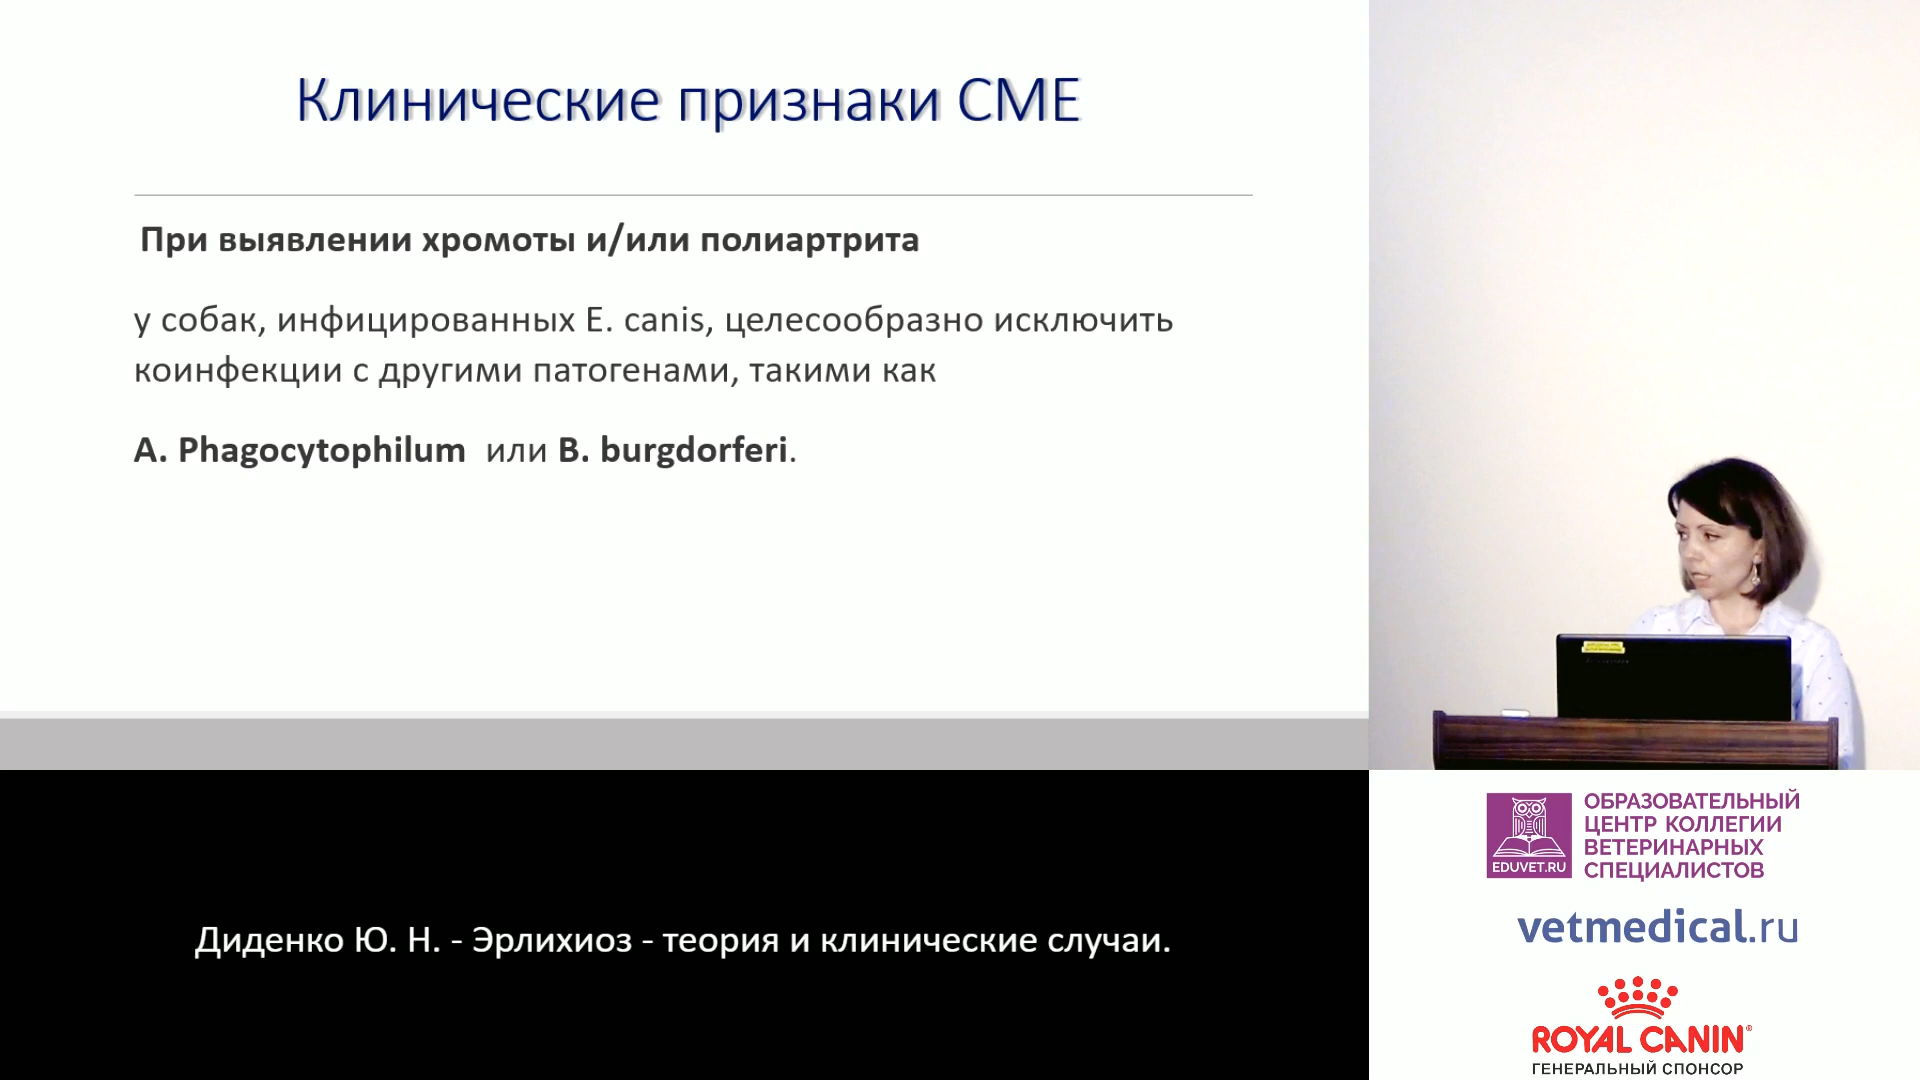 Клинические признаки CME
При выявлении хромоты и/или полиартрита
у собак, инфицированных E. canis, целесообразно исключить
коинфекции с другими патогенами, такими как
A. Phagocytophilum или B. burgdorferi.
Диденко Ю. Н. - Эрлихиоз - теория и клинические случаи.
EDUVET.RU
ОБРАЗОВАТЕЛЬНЫЙ
ЦЕНТР КОЛЛЕГИИ
ВЕТЕРИНАРНЫХ
СПЕЦИАЛИСТОВ
vetmedical.ru
ROYAL CANIN®
ГЕНЕРАЛЬНЫЙ СПОНСОР